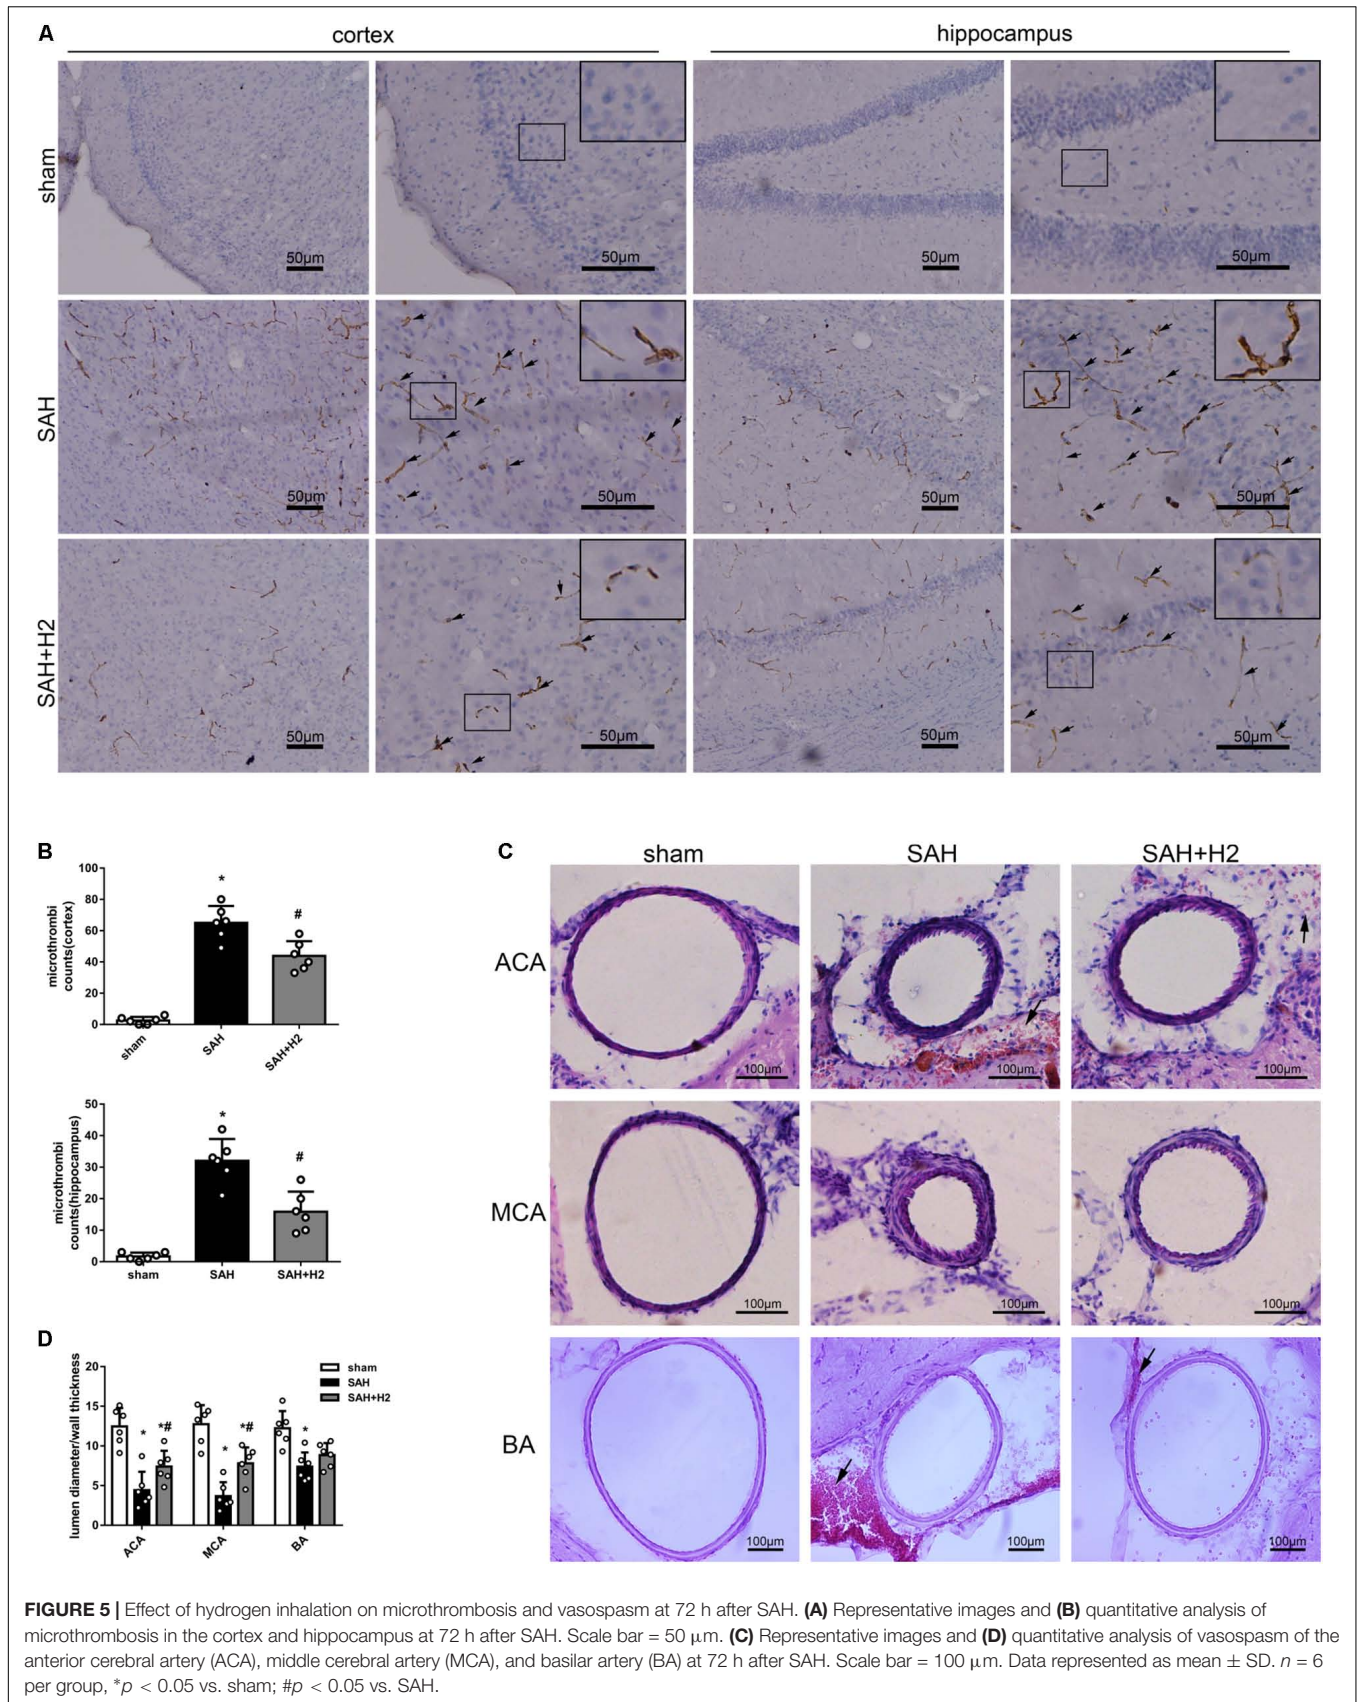 A
cortex
hippocampus
sham
50µm
50µm
50µm
50µm
SAH
50µm
50µm
50µm
50µm
SAH+H2
50µm
50µm
50µm
50µm
B
microthrombi
counts(cortex)
100
80
60
40
20
0
*
#
sham
SAH
SAH+H2
microthrombi
counts(hippocampus)
50
40
30
20
10
0
*
#
sham
SAH
SAH+H2
C
sham
SAH
SAH+H2
ACA
100µm
100µm
100µm
MCA
100µm
100µm
100µm
BA
100µm
100µm
100µm
D
lumen diameter/wall thickness
20
15
10
5
0
sham
SAH
SAH+H2
*
*#
*
*#
*
ACA
MCA
BA
FIGURE 5 | Effect of hydrogen inhalation on microthrombosis and vasospasm at 72 h after SAH. (A) Representative images and (B) quantitative analysis of
microthrombosis in the cortex and hippocampus at 72 h after SAH. Scale bar = 50 µm. (C) Representative images and (D) quantitative analysis of vasospasm of the
anterior cerebral artery (ACA), middle cerebral artery (MCA), and basilar artery (BA) at 72 h after SAH. Scale bar = 100 µm. Data represented as mean ± SD. n = 6
per group, *p < 0.05 vs. sham; #p < 0.05 vs. SAH.